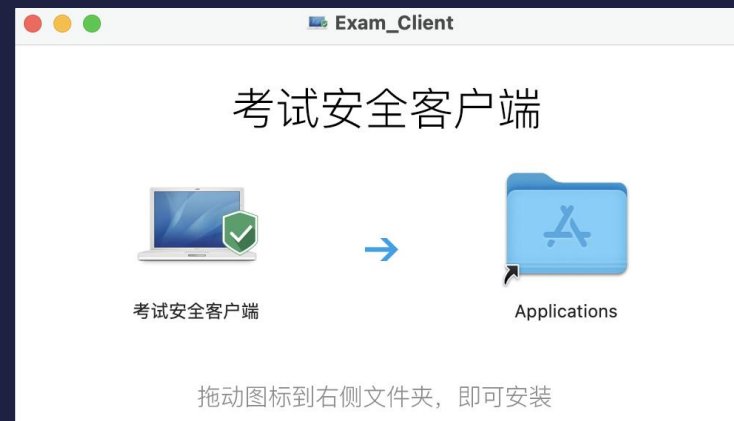 Exam_Client
考试安全客户端
考试安全客户端
Applications
拖动图标到右侧文件夹，即可安装